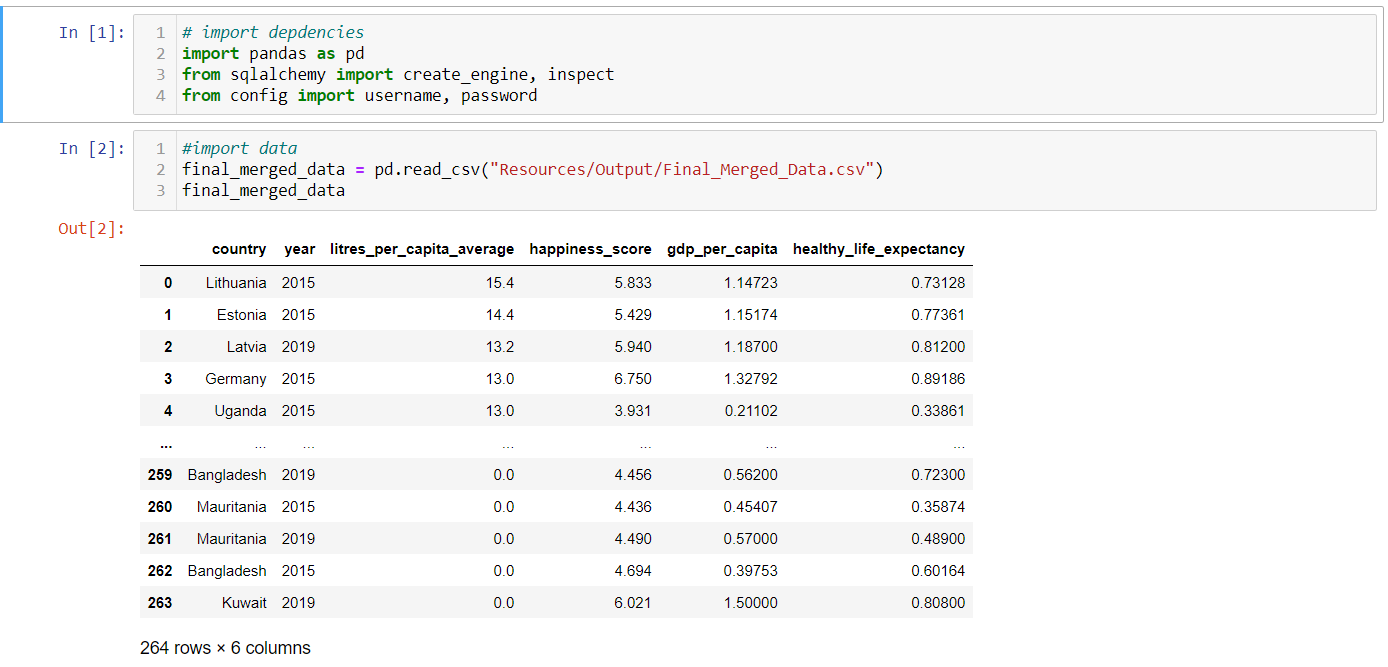 In [1]:
1 # import depdencies
2 import pandas as pd
3 from sqlalchemy import create_engine, inspect
4 from config import username, password
In [2]:
1 #import data
2 final_merged_data = pd.read_csv("Resources/Output/Final_Merged_Data.csv")
3 final_merged_data
Out[2]:
country year litres_per_capita_average happiness_score gdp_per_capita healthy_life_expectancy
0 Lithuania 2015 15.4 5.833 1.14723 0.73128
1 Estonia 2015 14.4 5.429 1.15174 0.77361
2 Latvia 2019 13.2 5.940 1.18700 0.81200
3 Germany 2015 13.0 6.750 1.32792 0.89186
4 Uganda 2015 13.0 3.931 0.21102 0.33861
... ... ... ... ... ... ...
259 Bangladesh 2019 0.0 4.456 0.56200 0.72300
260 Mauritania 2015 0.0 4.436 0.45407 0.35874
261 Mauritania 2019 0.0 4.490 0.57000 0.48900
262 Bangladesh 2015 0.0 4.694 0.39753 0.60164
263 Kuwait 2019 0.0 6.021 1.50000 0.80800
264 rows × 6 columns